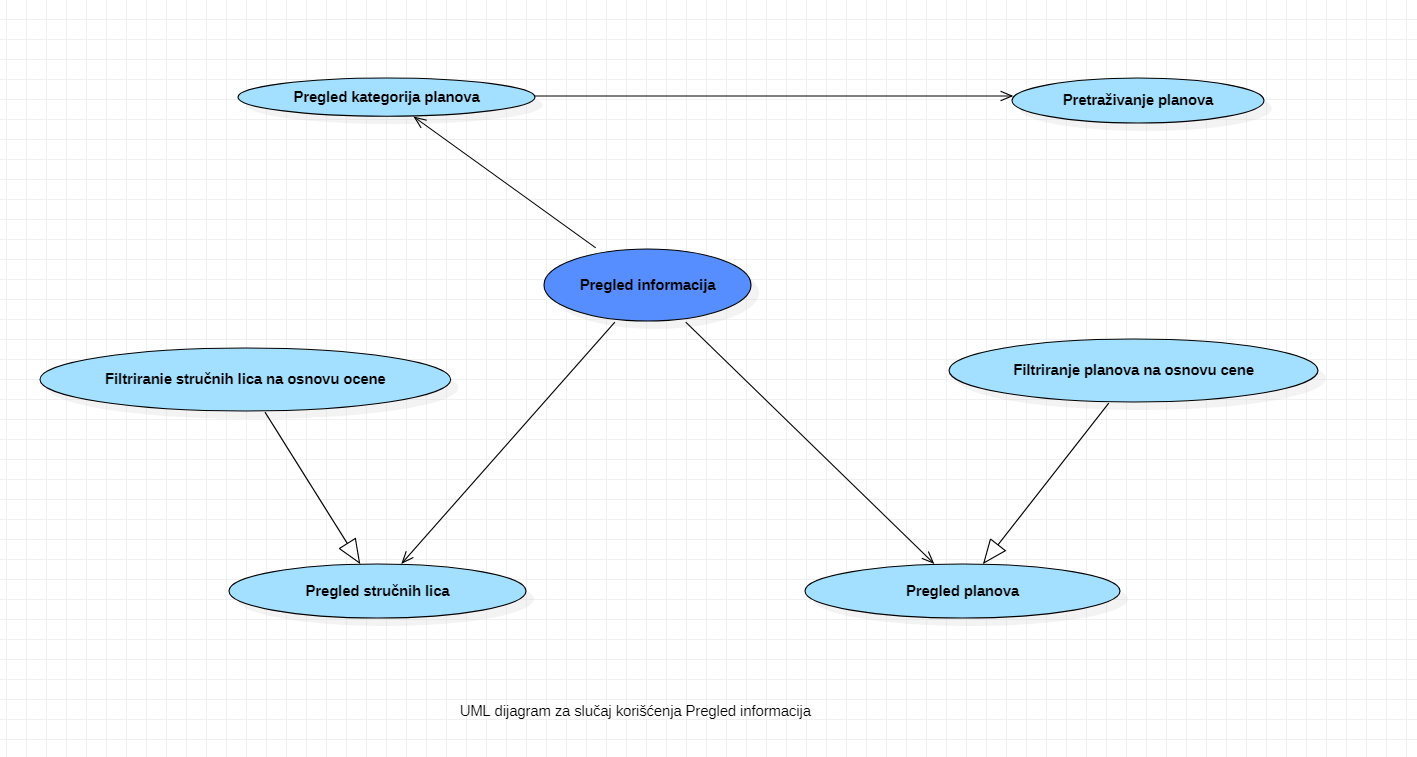 Pregled kategorija planova
Pretraživanje planova
Pregled informacija
Filtriranie stručnih lica na osnovu ocene
Filtriranje planova na osnovu cene
Pregled stručnih lica
Pregled planova
UML dijagram za slučaj korišćenja Pregled informacija